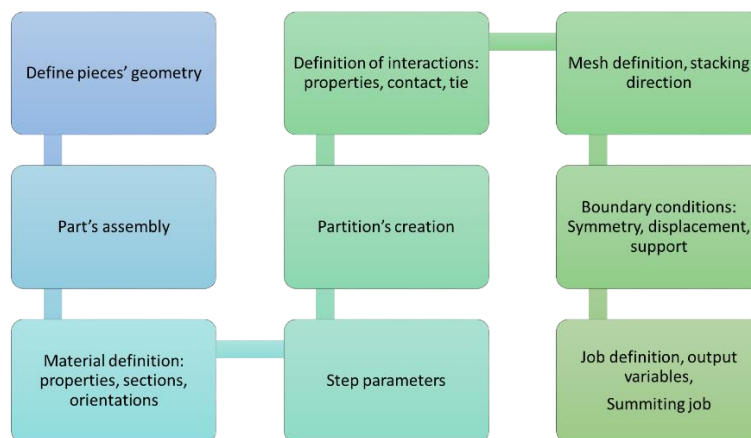 Define pieces' geometry
Part's assembly
Material definition:
properties, sections,
orientations
Step parameters
Partition's creation
Definition of interactions:
properties, contact, tie
Mesh definition, stacking
direction
Boundary conditions:
Symmetry, displacement,
support
Job definition, output
variables,
Summiting job